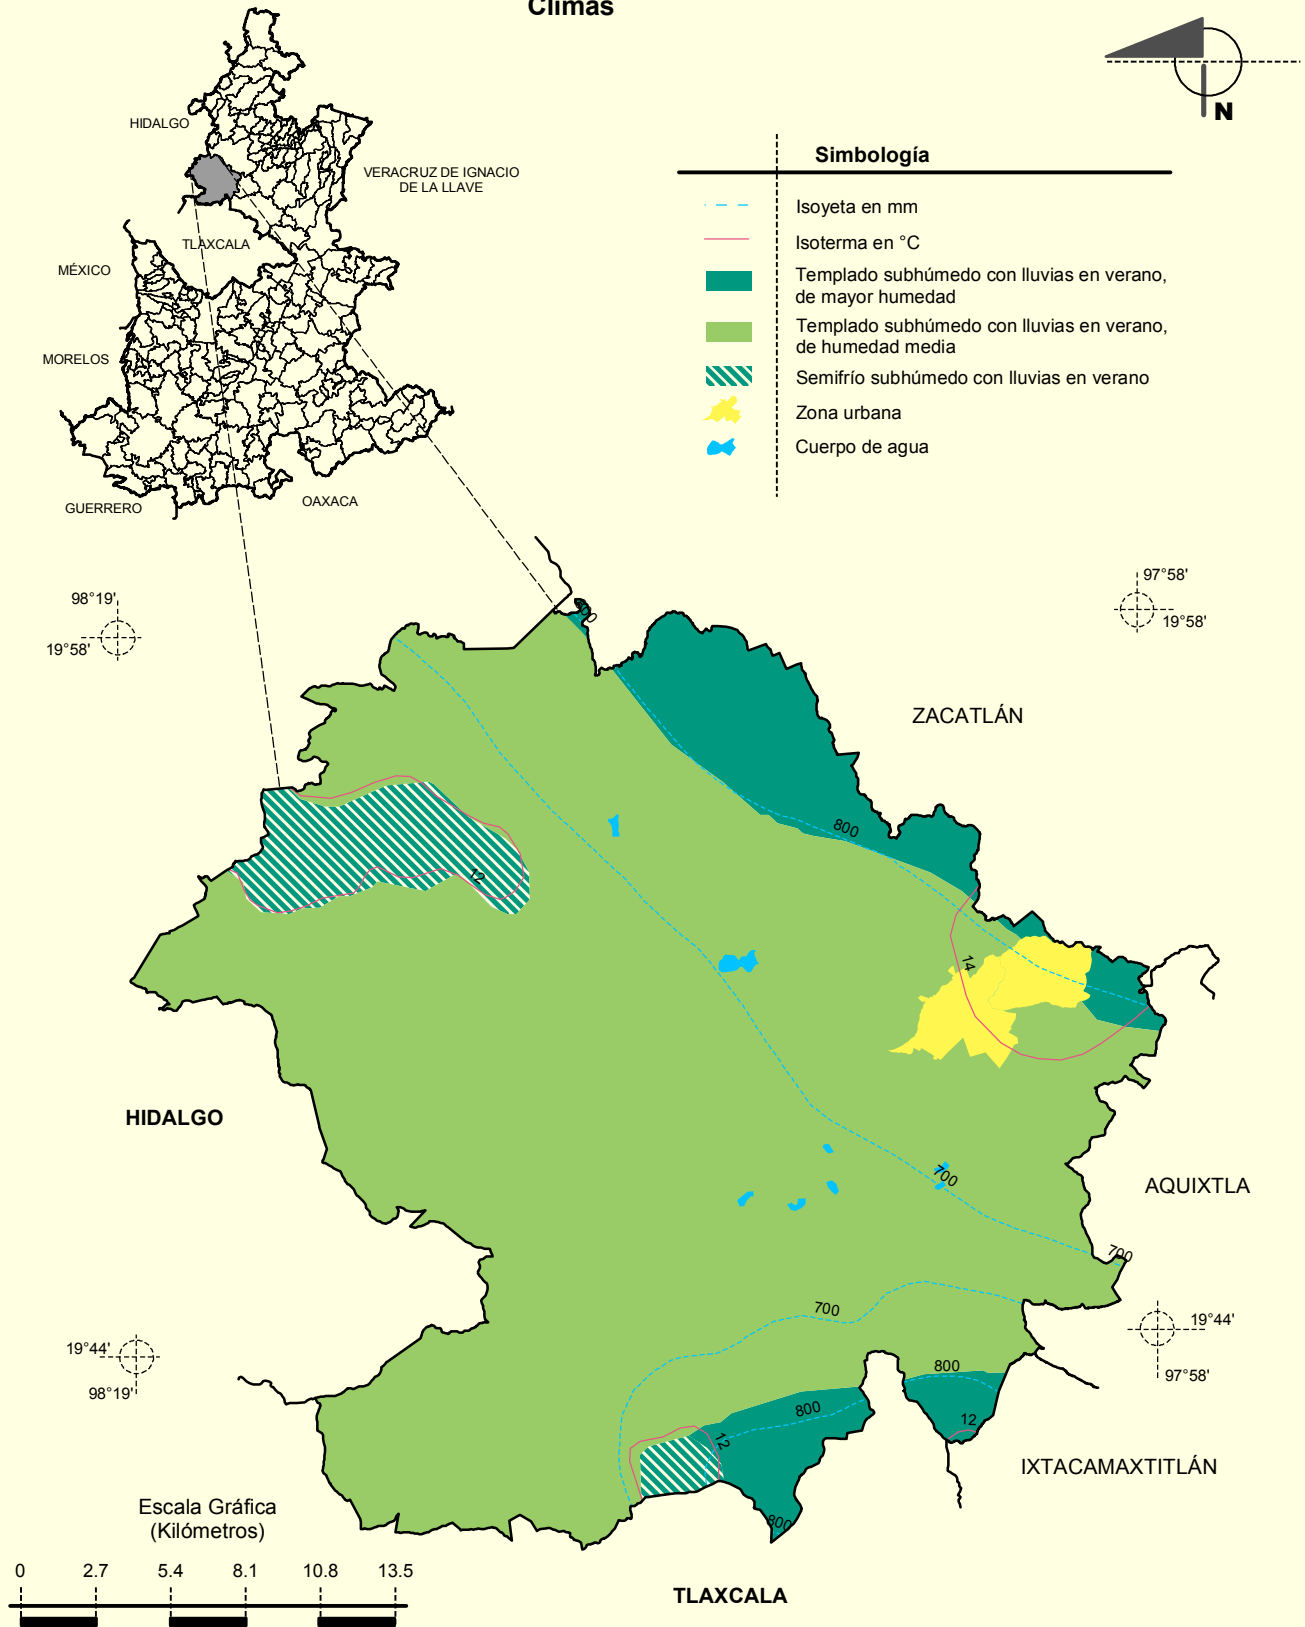 Climas
HIDALGO
VERACRUZ DE IGNACIO
DE LA LLAVE
TLAXCALA
MÉXICO
MORELOS
GUERRERO
OAXACA
N
Simbología
Isoyeta en mm
Isoterma en °C
Templado subhúmedo con lluvias en verano,
de mayor humedad
Templado subhúmedo con lluvias en verano,
de humedad media
Semifrío subhúmedo con lluvias en verano
Zona urbana
Cuerpo de agua
98°19'
19°58'
97°58'
19°58'
800
ZACATLÁN
800
12
14
HIDALGO
700
AQUIXTLA
700
700
19°44'
98°19'
19°44'
97°58'
800
800
12
12
IXTACAMAXTITLÁN
800
Escala Gráfica
(Kilómetros)
0 2.7 5.4 8.1 10.8 13.5
TLAXCALA